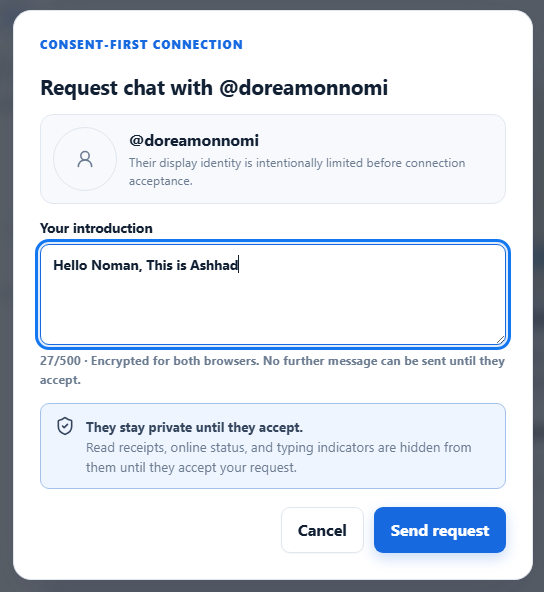 CONSENT-FIRST CONNECTION
Request chat with @doreamonnomi
@doreamonnomi
Their display identity is intentionally limited before connection
acceptance.
Your introduction
Hello Noman, This is Ashhad
27/500 · Encrypted for both browsers. No further message can be sent until they
accept.
They stay private until they accept.
Read receipts, online status, and typing indicators are hidden from
them until they accept your request.
Cancel
Send request